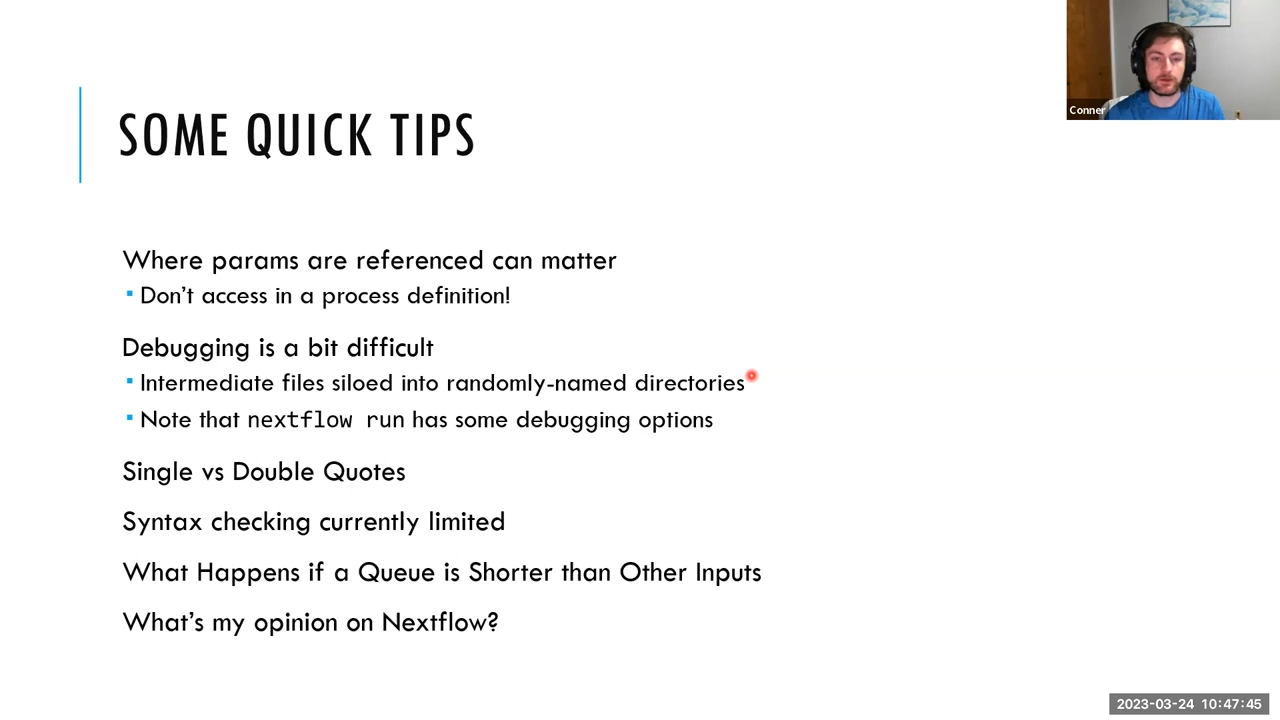 SOME QUICK TIPS
Conner
Where params are referenced can matter
▪ Don't access in a process definition!
Debugging is a bit difficult
▪ Intermediate files siloed into randomly-named directories
▪ Note that nextflow run has some debugging options
Single vs Double Quotes
Syntax checking currently limited
What Happens if a Queue is Shorter than Other Inputs
What's my opinion on Nextflow?
2023-03-24 10:47:45